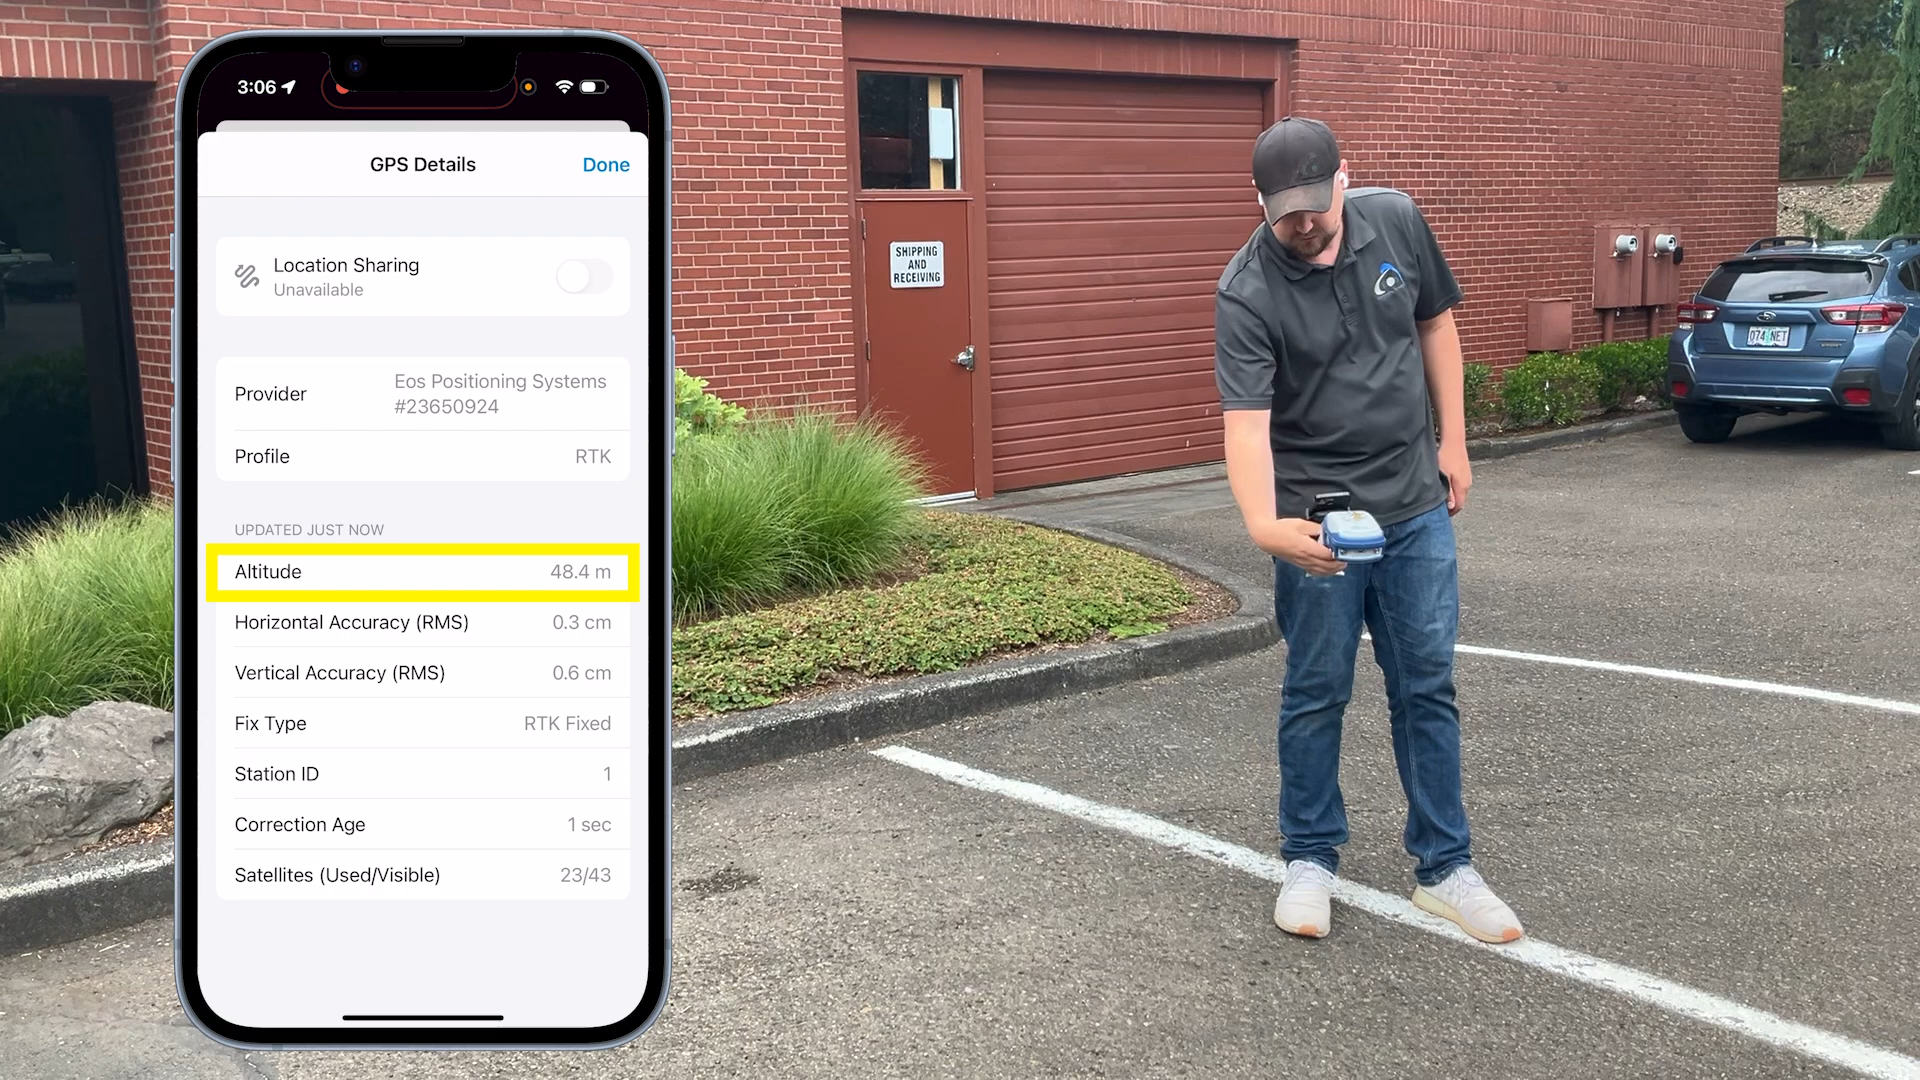 3:06
GPS Details
Done
Location Sharing
Unavailable
Provider
Eos Positioning Systems
#23650924
Profile
RTK
UPDATED JUST NOW
Altitude
48.4 m
Horizontal Accuracy (RMS)
0.3 cm
Vertical Accuracy (RMS)
0.6 cm
Fix Type
RTK Fixed
Station ID
1
Correction Age
1 sec
Satellites (Used/Visible)
23/43
SHIPPING
AND
RECEIVING
074 NET